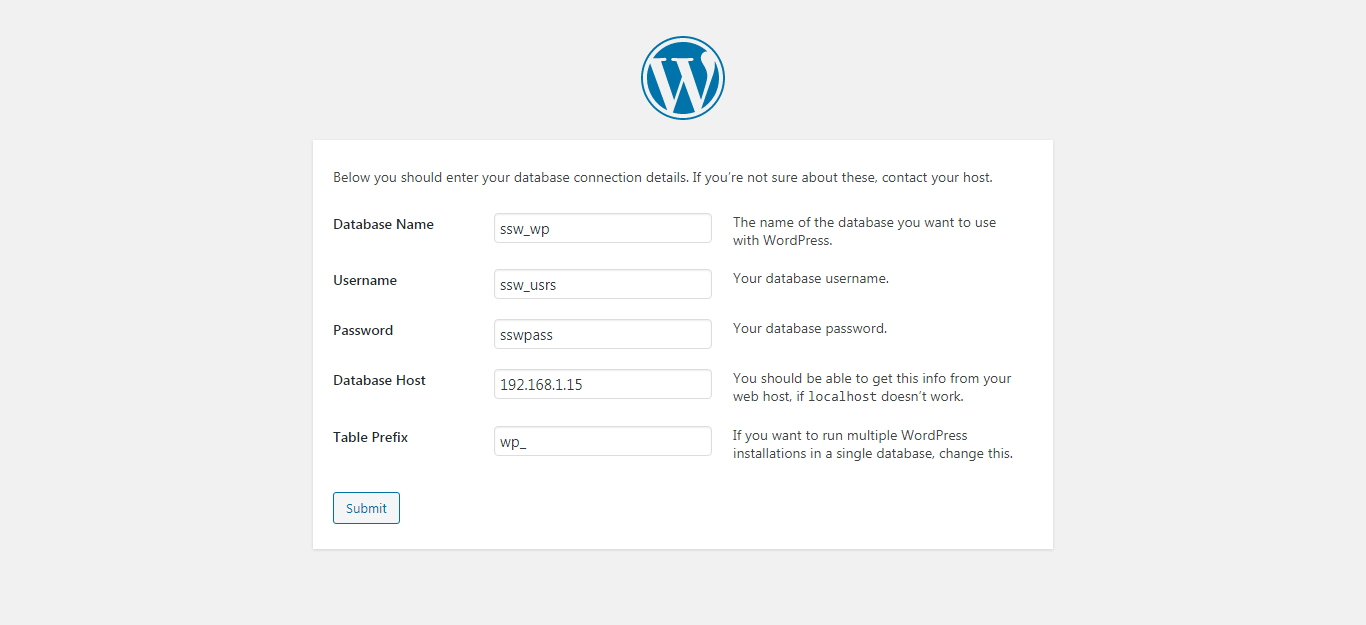 Below you should enter your database connection details. If you’re not sure about these, contact your host.
Database Name
ssw_wp
The name of the database you want to use
with WordPress.
Username
ssw_usrs
Your database username.
Password
sswpass
Your database password.
Database Host
192.168.1.15
You should be able to get this info from your
web host, if localhost doesn’t work.
Table Prefix
wp_
If you want to run multiple WordPress
installations in a single database, change this.
Submit